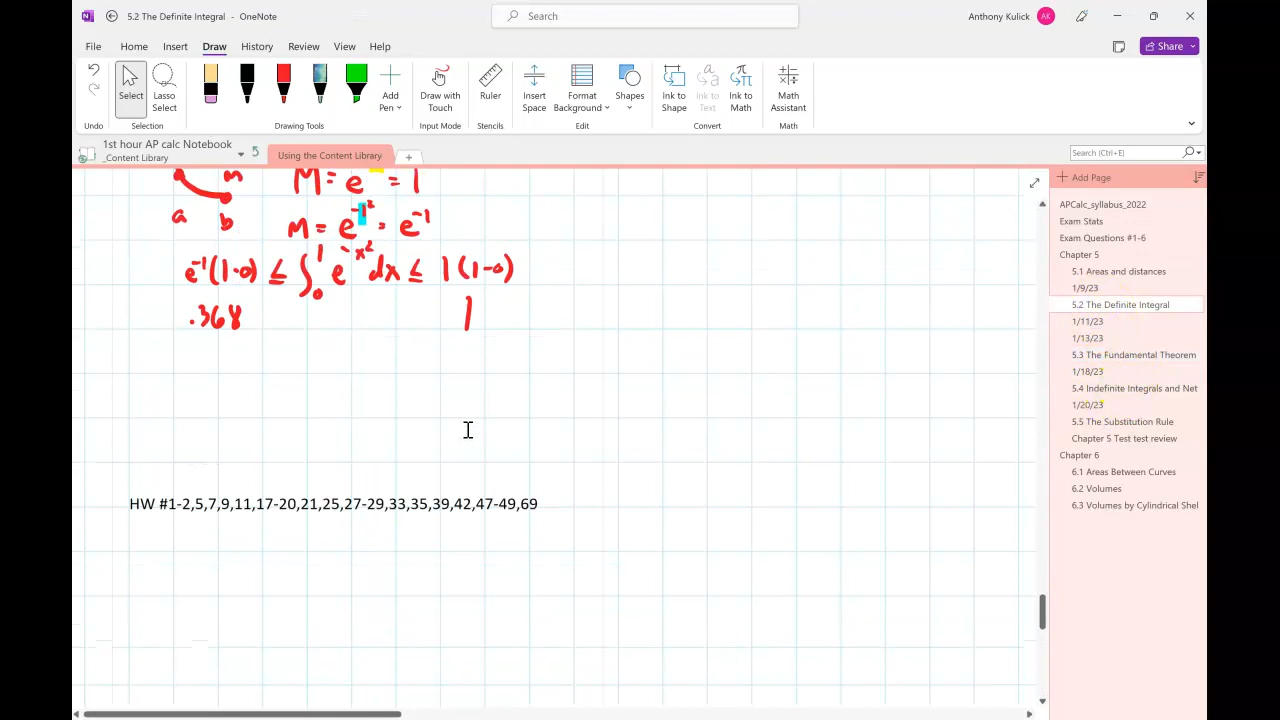 5.2 The Definite Integral - OneNote
Search
Anthony Kulick
AK
File Home Insert Draw History Review View Help
Share
Undo
Select
Lasso Select
Add Pen
Draw with Touch
Ruler
Insert Space
Format Background
Shapes
Ink to Shape
Ink to Text
Ink to Math
Math Assistant
Selection
Drawing Tools
Input Mode
Stencils
Edit
Convert
Math
1st hour AP calc Notebook
_Content Library
Using the Content Library
+
Search (Ctrl+E)
Add Page
APCalc_syllabus_2022
Exam Stats
Exam Questions #1-6
Chapter 5
5.1 Areas and distances
1/9/23
5.2 The Definite Integral
1/11/23
1/13/23
5.3 The Fundamental Theorem
1/18/23
5.4 Indefinite Integrals and Net
1/20/23
5.5 The Substitution Rule
Chapter 5 Test test review
Chapter 6
6.1 Areas Between Curves
6.2 Volumes
6.3 Volumes by Cylindrical Shel
m M = e = 1
a b m = e^-1² = e^-1
e^-1(1-0) ≤ ∫₀¹ e^-x² dx ≤ 1(1-0)
.368 1
HW #1-2,5,7,9,11,17-20,21,25,27-29,33,35,39,42,47-49,69